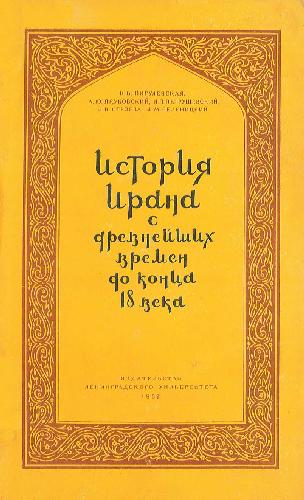 Н. В. ПИГУЛЕВСКАЯ,
А. Ю. ЯКУБОВСКИЙ, И. П. ПЕТРУШЕВСКИЙ,
Л. В. СТРОЕВА, А. М. БЕЛЕНИЦКИЙ
история
ирана
с
древнейших
времен
до конца
18 века
ИЗДАТЕЛЬСТВО
ЛЕНИНГРАДСКОГО УНИВЕРСИТЕТА
1958